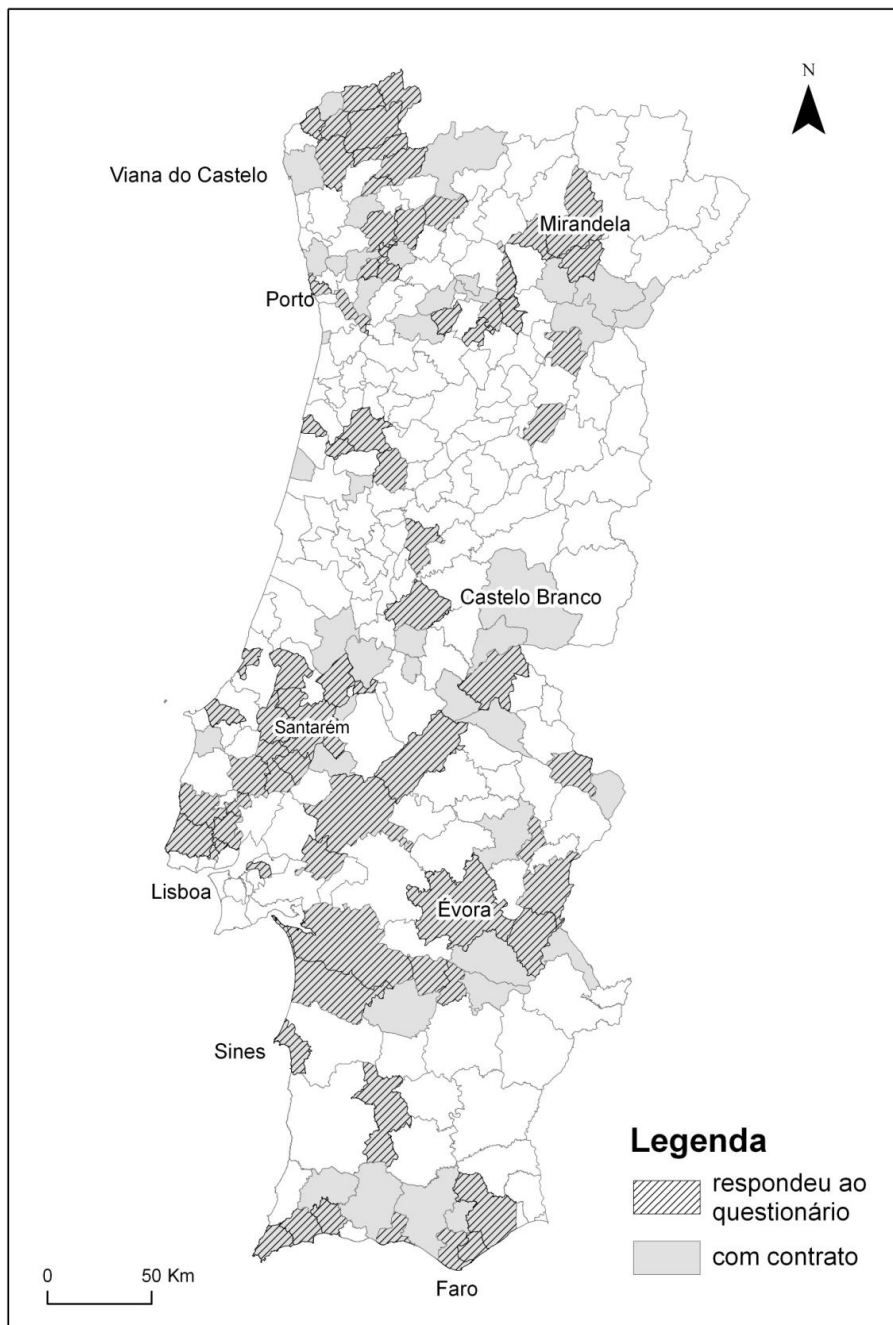 N
Viana do Castelo
Mirandela
Porto
Castelo Branco
Santarém
Lisboa
Évora
Sines
Legenda
respondeu ao
questionário
com contrato
0 50 Km
Faro